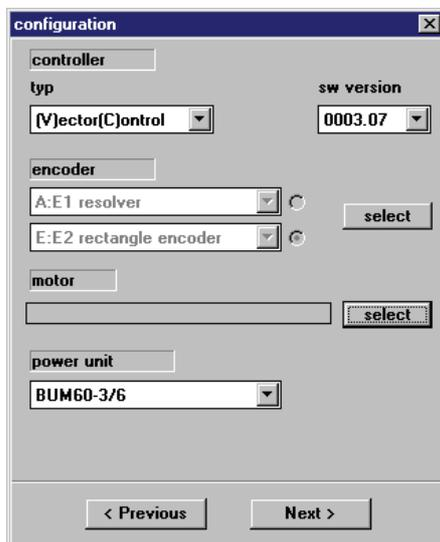 configuration
controller
typ
sw version
(V)ector(C)ontrol
0003.07
encoder
A:E1 resolver
E:E2 rectangle encoder
select
motor
select
power unit
BUM60-3/6
< Previous
Next >